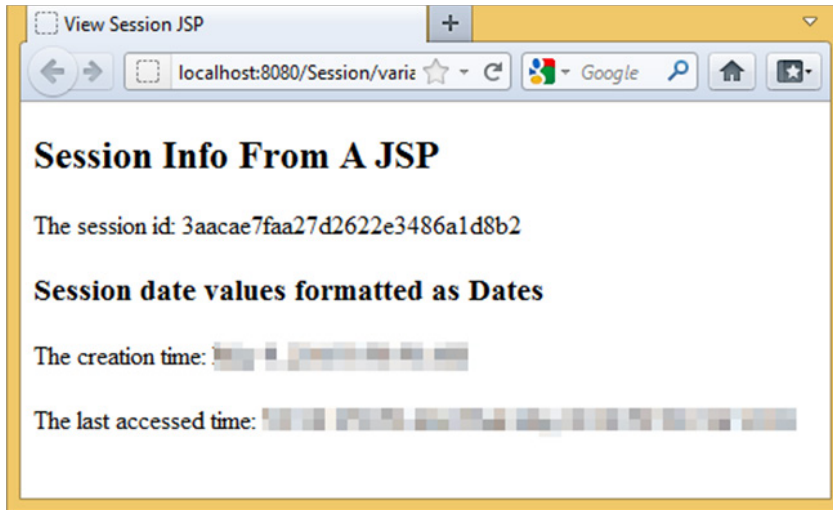 View Session JSP
localhost:8080/Session/varia
Google
Session Info From A JSP
The session id: 3aacae7faa27d2622e3486a1d8b2
Session date values formatted as Dates
The creation time:
The last accessed time: